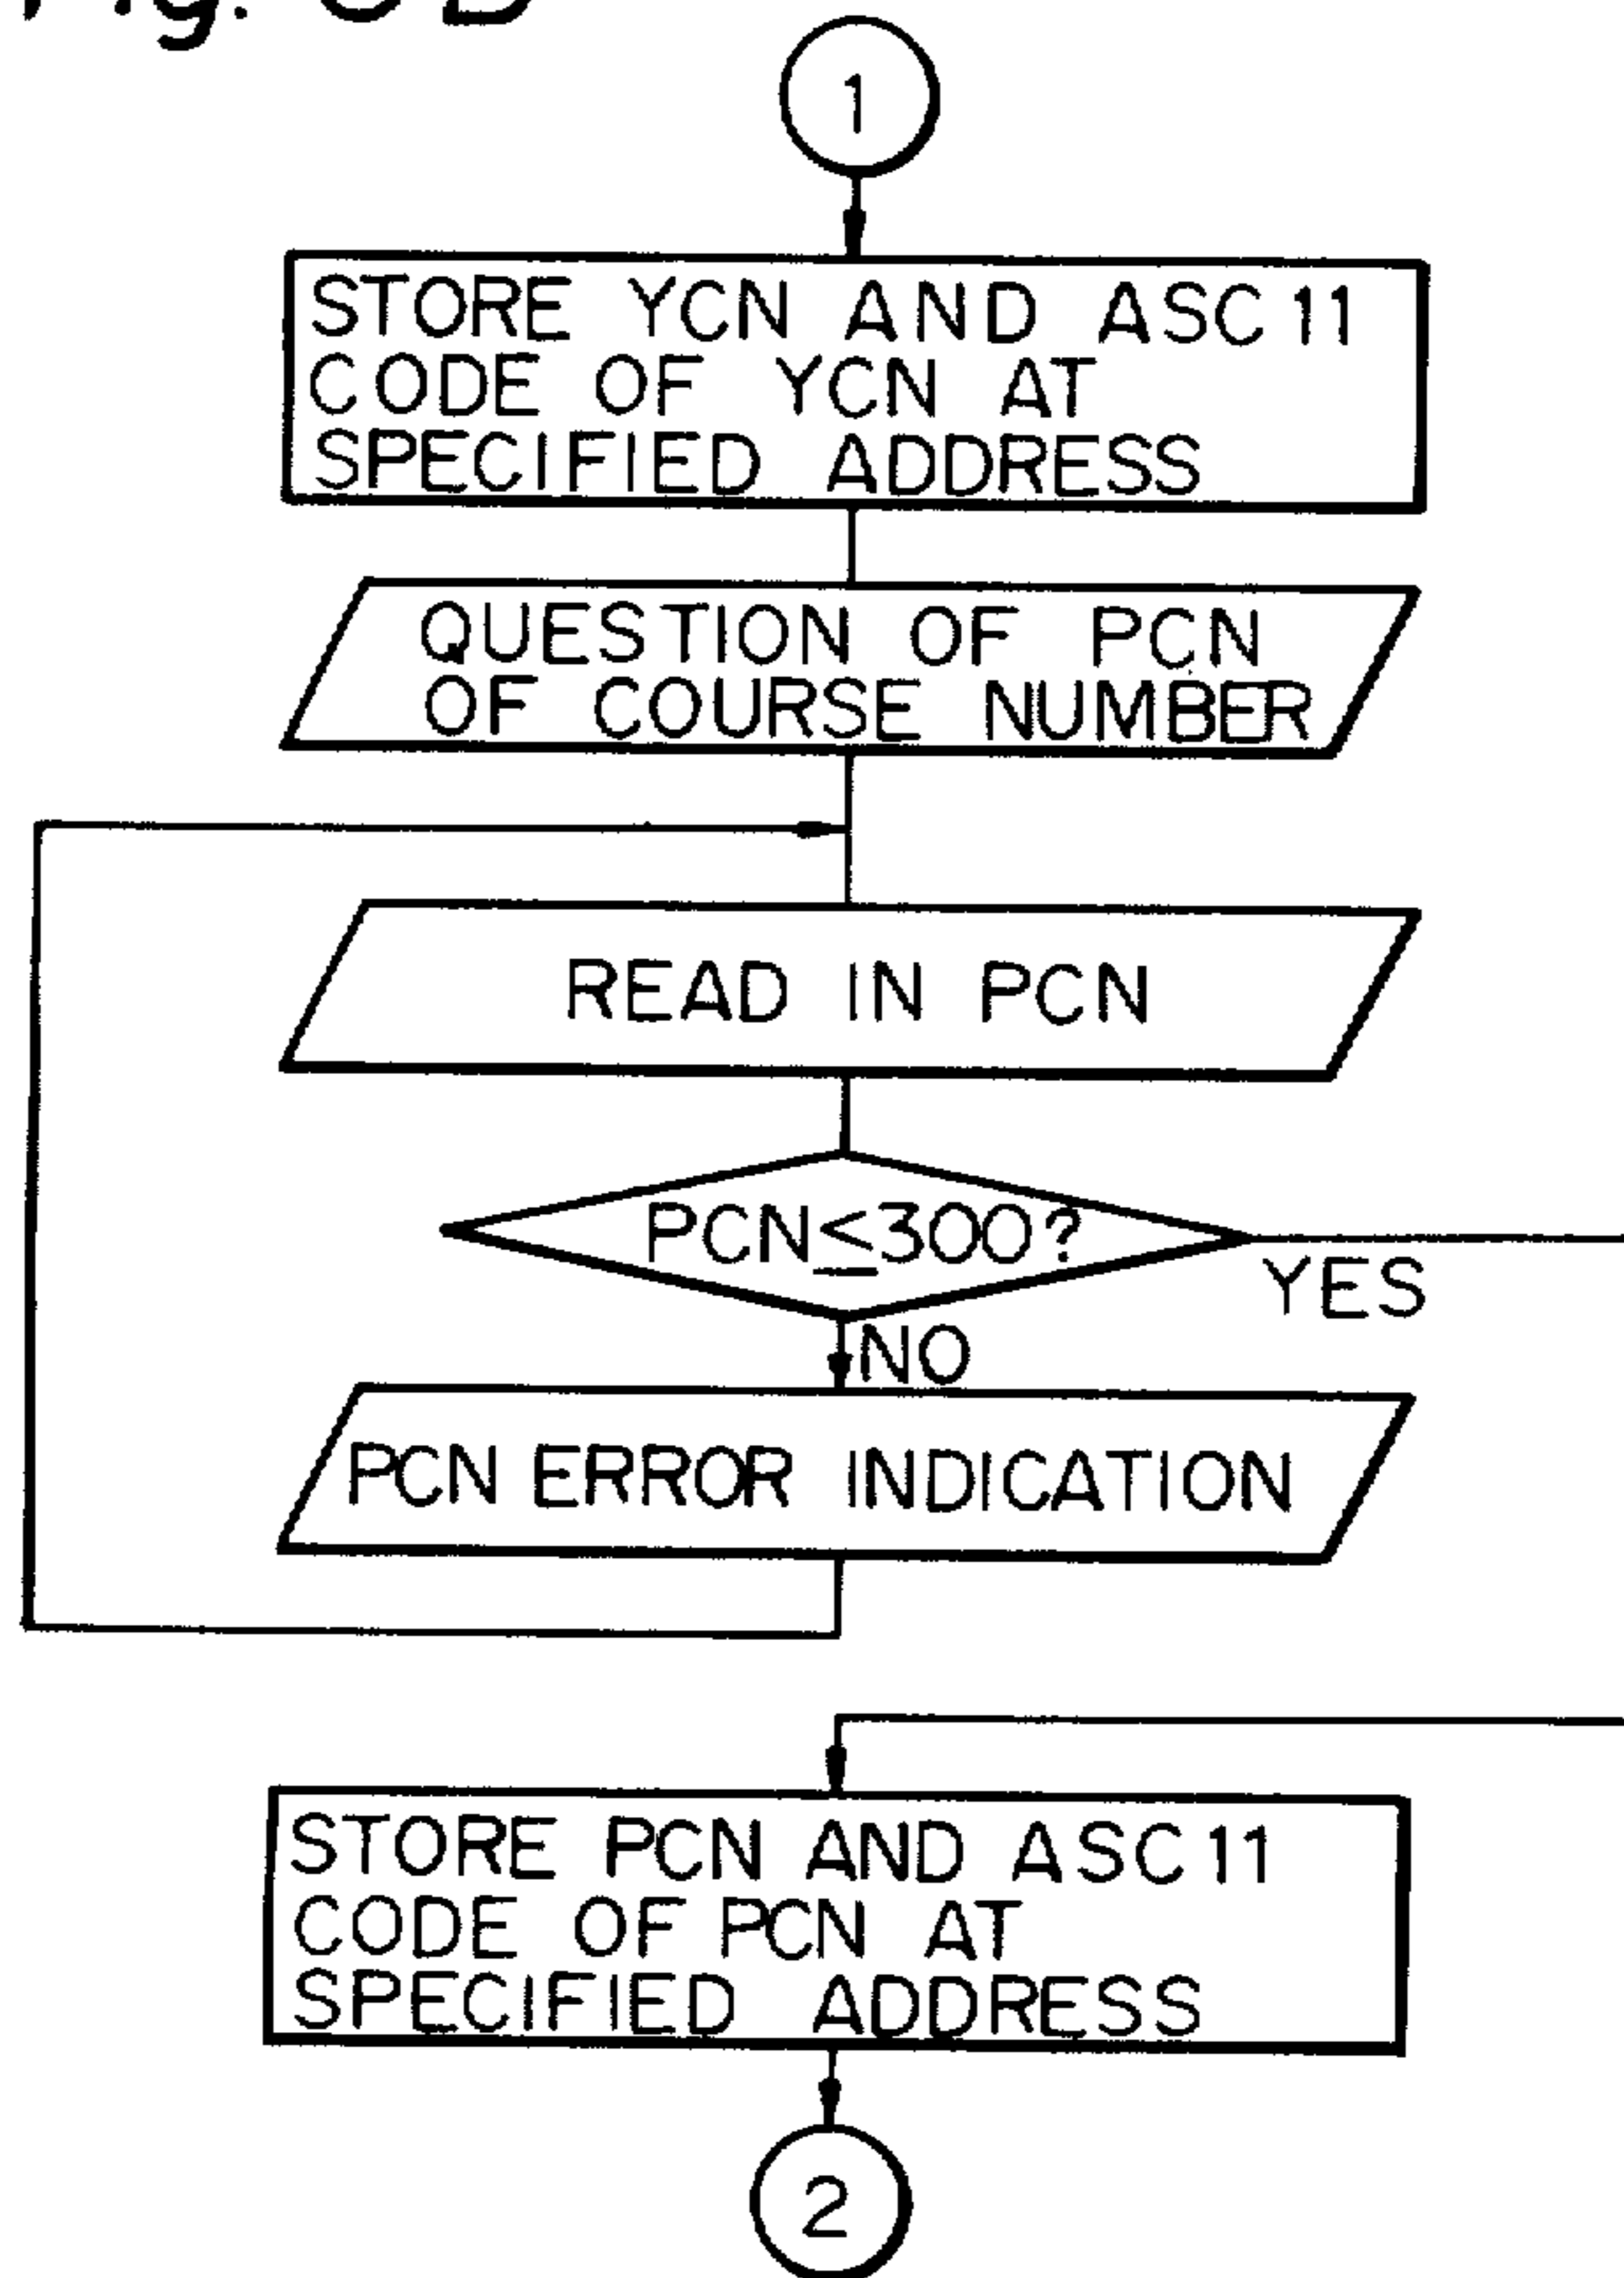 1
STORE YCN AND ASC11
CODE OF YCN AT
SPECIFIED ADDRESS
QUESTION OF PCN
OF COURSE NUMBER
READ IN PCN
PCN≤300?
YES
NO
PCN ERROR INDICATION
STORE PCN AND ASC11
CODE OF PCN AT
SPECIFIED ADDRESS
2